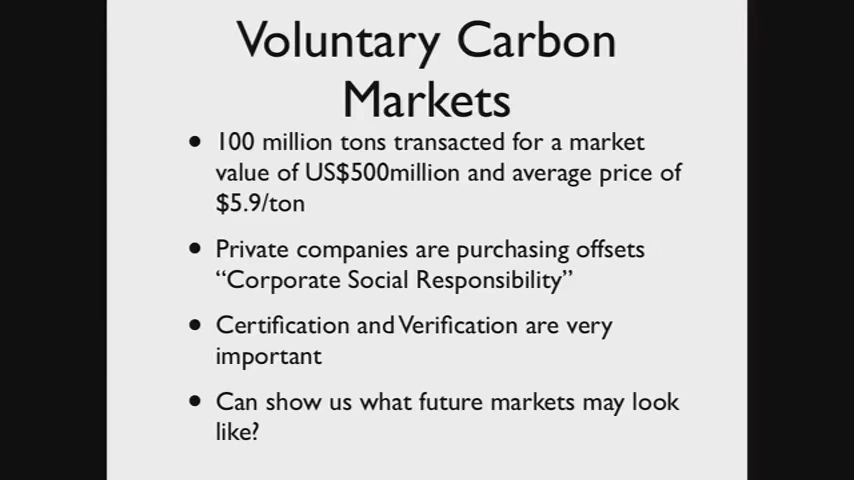 Voluntary Carbon
Markets
• 100 million tons transacted for a market
value of US$500million and average price of
$5.9/ton
• Private companies are purchasing offsets
“Corporate Social Responsibility”
• Certification and Verification are very
important
• Can show us what future markets may look
like?